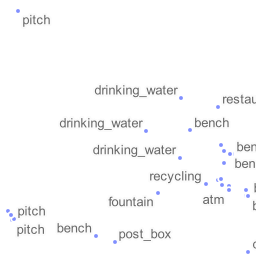 pitch
drinking_water
restau
drinking_water
bench
ben
drinking_water
ben
recycling
fountain
atm
b
b
pitch
pitch
bench
post_box